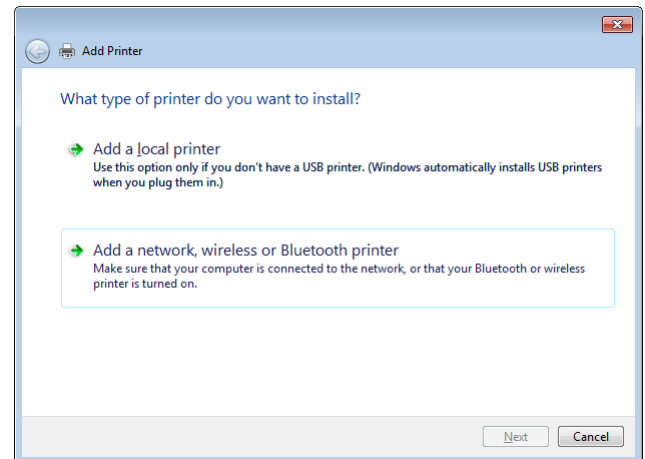 Add Printer
What type of printer do you want to install?
Add a local printer
Use this option only if you don't have a USB printer. (Windows automatically installs USB printers
when you plug them in.)
Add a network, wireless or Bluetooth printer
Make sure that your computer is connected to the network, or that your Bluetooth or wireless
printer is turned on.
Next Cancel